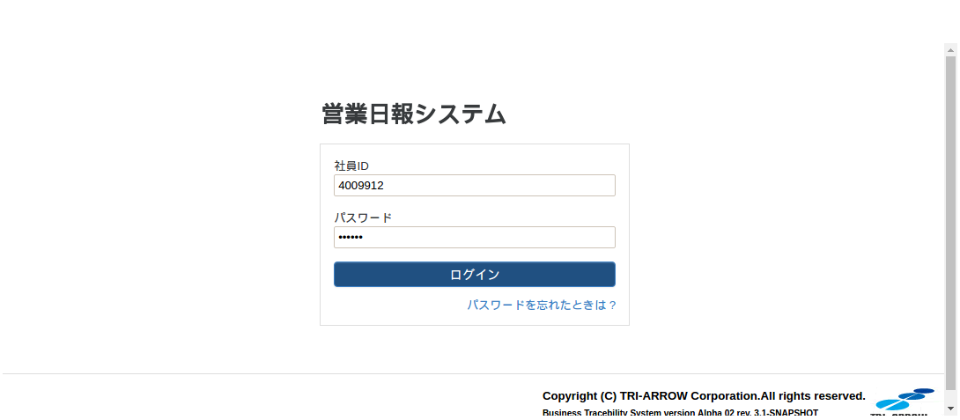 営業日報システム
社員ID
4009912
パスワード
••••••
ログイン
パスワードを忘れたときは？
Copyright (C) TRI-ARROW Corporation.All rights reserved.
Business Tracebility System version Alpha 02 rev. 3.1-SNAPSHOT
TRI-ARROW